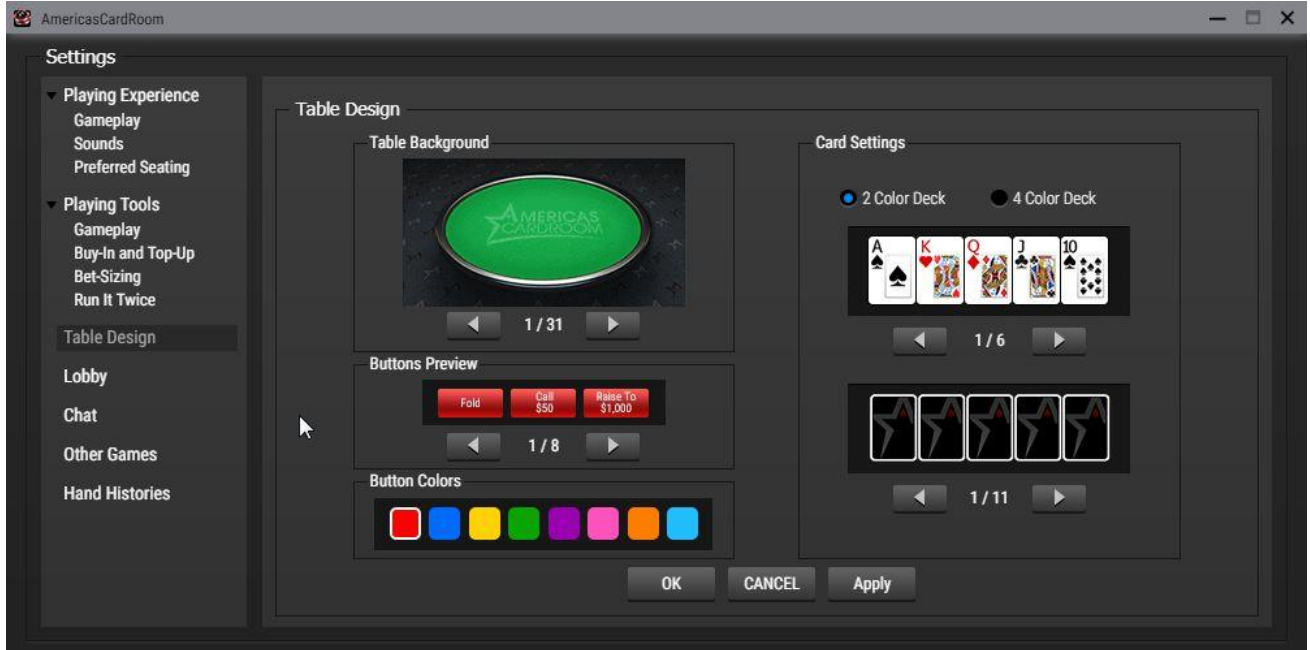 AmericasCardRoom
Settings
Playing Experience
Gameplay
Sounds
Preferred Seating
Playing Tools
Gameplay
Buy-In and Top-Up
Bet-Sizing
Run It Twice
Table Design
Lobby
Chat
Other Games
Hand Histories
Table Design
Table Background
AMERICAS
CARDROOM
1 / 31
Buttons Preview
Fold
Call
$50
Raise To
$1,000
1 / 8
Button Colors
Card Settings
2 Color Deck
4 Color Deck
A K Q J 10
1 / 6
1 / 11
OK
CANCEL
Apply